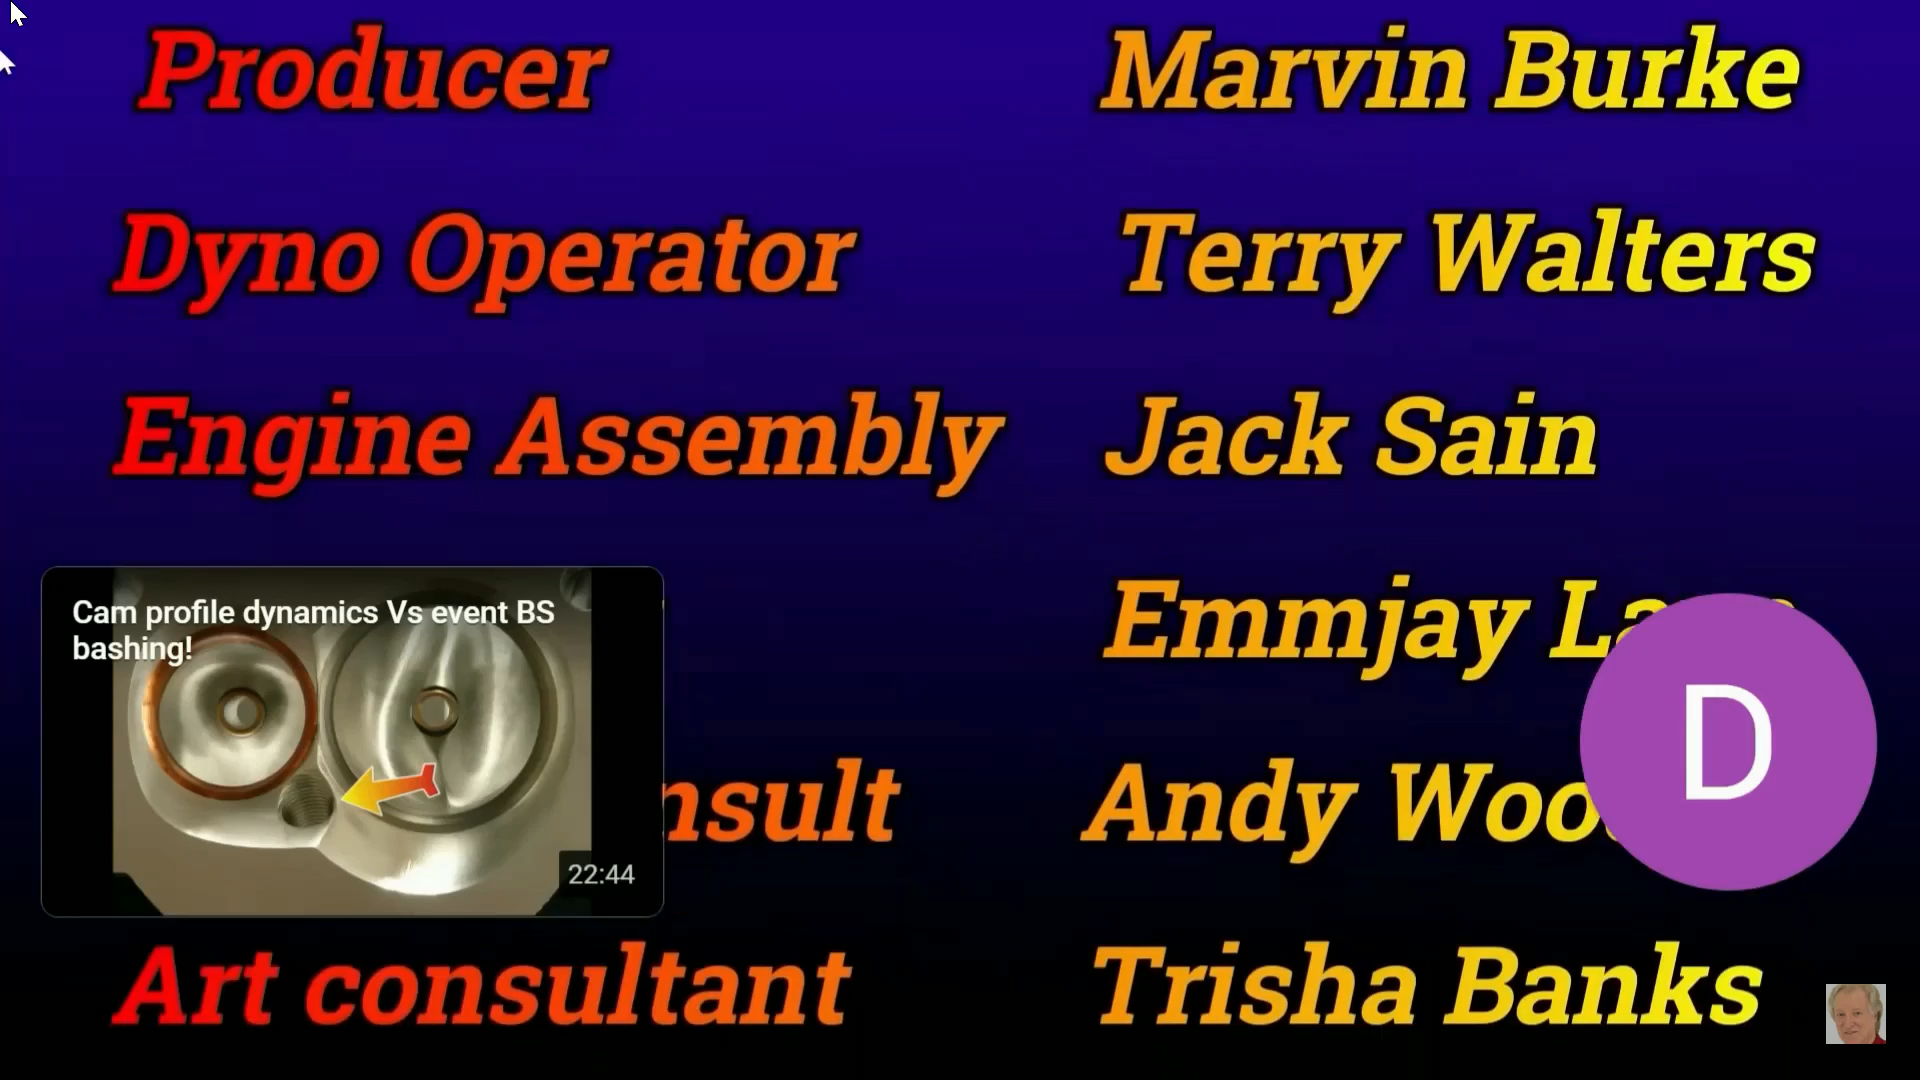 Producer Marvin Burke
Dyno Operator Terry Walters
Engine Assembly Jack Sain
Emmjay
Cam profile dynamics Vs event BS
bashing!
Andy
22:44
D
Art consultant Trisha Banks